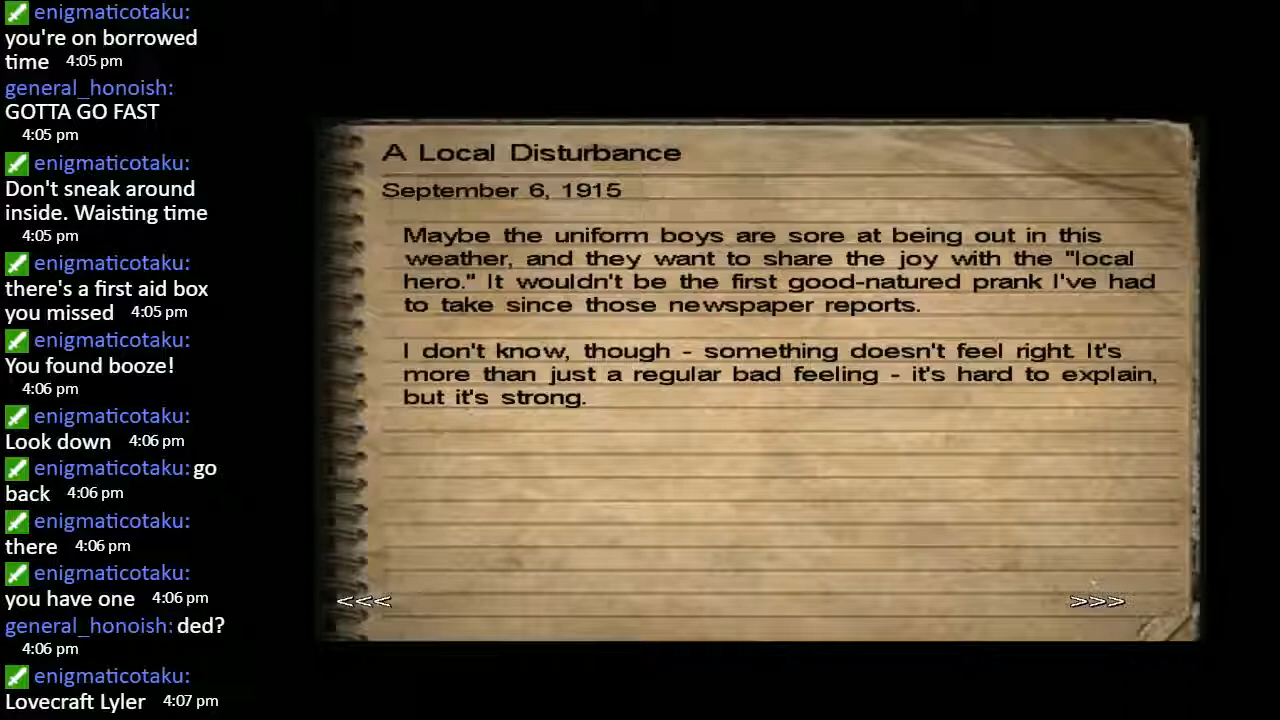 enigmaticotaku:
you're on borrowed
time 4:05 pm
general_honoish:
GOTTA GO FAST
4:05 pm
enigmaticotaku:
Don't sneak around
inside. Waisting time
4:05 pm
enigmaticotaku:
there's a first aid box
you missed 4:05 pm
enigmaticotaku:
You found booze!
4:06 pm
enigmaticotaku:
Look down 4:06 pm
enigmaticotaku: go
back 4:06 pm
enigmaticotaku:
there 4:06 pm
enigmaticotaku:
you have one 4:06 pm
general_honoish: ded?
4:06 pm
enigmaticotaku:
Lovecraft Lyler 4:07 pm
A Local Disturbance
September 6, 1915
Maybe the uniform boys are sore at being out in this
weather, and they want to share the joy with the "local
hero." It wouldn't be the first good-natured prank I've had
to take since those newspaper reports.
I don't know, though - something doesn't feel right. It's
more than just a regular bad feeling - it's hard to explain,
but it's strong.
<<< >>>